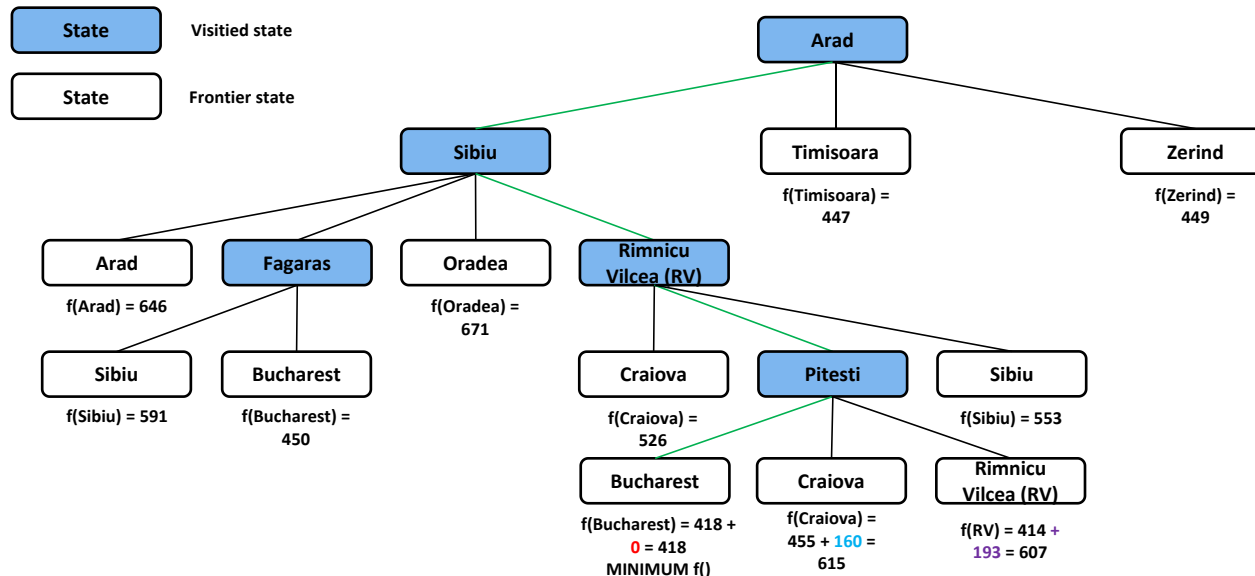 State
Visitied state
Arad
State
Frontier state
Sibiu
Timisoara
Zerind
f(Timisoara) =
447
f(Zerind) =
449
Arad
Fagaras
Oradea
Rimnicu
Vilcea (RV)
f(Arad) = 646
f(Oradea) =
671
Sibiu
Bucharest
Craiova
Pitesti
Sibiu
f(Sibiu) = 591
f(Bucharest) =
450
f(Craiova) =
526
f(Sibiu) = 553
Bucharest
Craiova
Rimnicu
Vilcea (RV)
f(Bucharest) = 418 +
0 = 418
MINIMUM f()
f(Craiova) =
455 + 160 =
615
f(RV) = 414 +
193 = 607